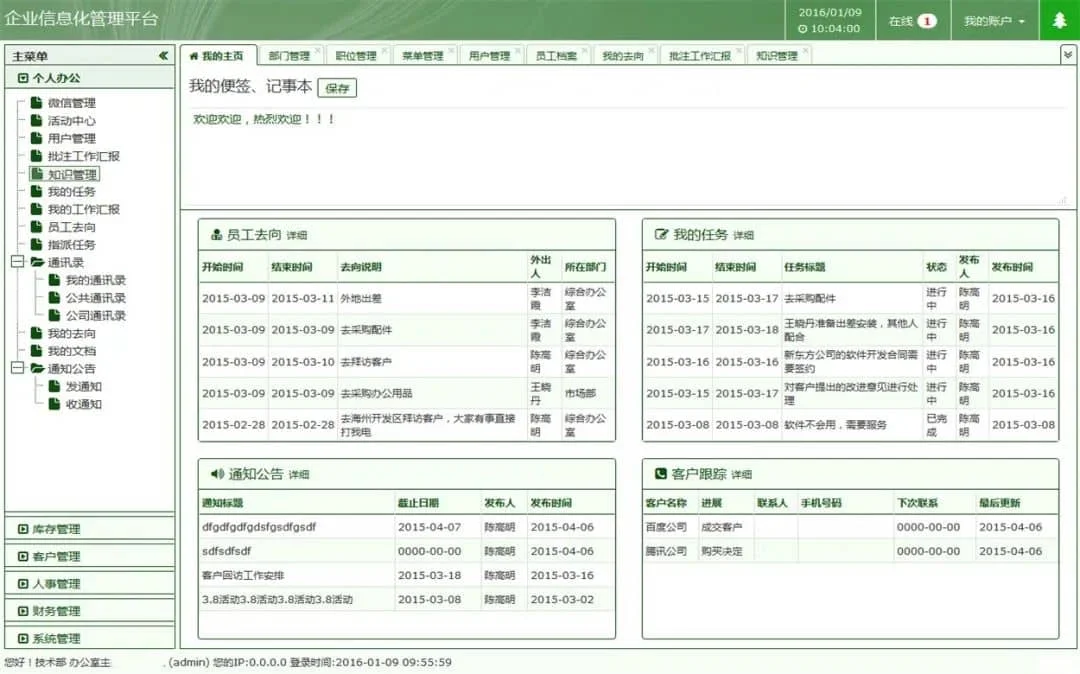 企业信息化管理平台
2016/01/09
10:04:00
在线 1
我的账户
主菜单
个人办公
微信管理
活动中心
用户管理
批注工作汇报
知识管理
我的任务
我的工作汇报
员工去向
指派任务
通讯录
我的通讯录
公共通讯录
公司通讯录
我的去向
我的文档
通知公告
发通知
收通知
库存管理
客户管理
人事管理
财务管理
系统管理
我的主页 部门管理 职位管理 菜单管理 用户管理 员工档案 我的去向 批注工作汇报 知识管理
我的便签、记事本 保存
欢迎欢迎,热烈欢迎!!!
员工去向 详细
开始时间 结束时间 去向说明 外出人 所在部门
2015-03-09 2015-03-11 外地出差 李洁霞 综合办公室
2015-03-09 2015-03-09 去采购配件 李洁霞 综合办公室
2015-03-09 2015-03-10 去拜访客户 陈亮明 综合办公室
2015-03-09 2015-03-09 去采购办公用品 王晓丹 市场部
2015-02-28 2015-02-28 去海州开发区拜访客户,大家有事直接打我电 陈亮明 综合办公室
我的任务 详细
开始时间 结束时间 任务标题 状态 发布人 发布时间
2015-03-15 2015-03-17 去采购配件 进行中 陈亮明 2015-03-16
2015-03-17 2015-03-18 王晓丹准备出差安装,其他人配合 进行中 陈亮明 2015-03-16
2015-03-16 2015-03-16 新东方公司的软件开发合同需要签约 进行中 陈亮明 2015-03-16
2015-03-15 2015-03-17 对客户提出的改进意见进行处理 进行中 陈亮明 2015-03-16
2015-03-08 2015-03-08 软件不会用,需要服务 已完成 陈亮明 2015-03-08
通知公告 详细
通知标题 截止日期 发布人 发布时间
dfgdfgdfgdsfgsdfgsdf 2015-04-07 陈亮明 2015-04-06
sdfsdfsdf 0000-00-00 陈亮明 2015-04-06
客户回访工作安排 2015-03-18 陈亮明 2015-03-16
3.8活动3.8活动3.8活动3.8活动 2015-03-08 陈亮明 2015-03-02
客户跟踪 详细
客户名称 进展 联系人 手机号码 下次联系 最后更新
百度公司 成交客户 0000-00-00 2015-04-06
腾讯公司 购买决定 0000-00-00 2015-04-06
您好!技术部 办公室主 . (admin) 您的IP:0.0.0.0 登录时间:2016-01-09 09:55:59